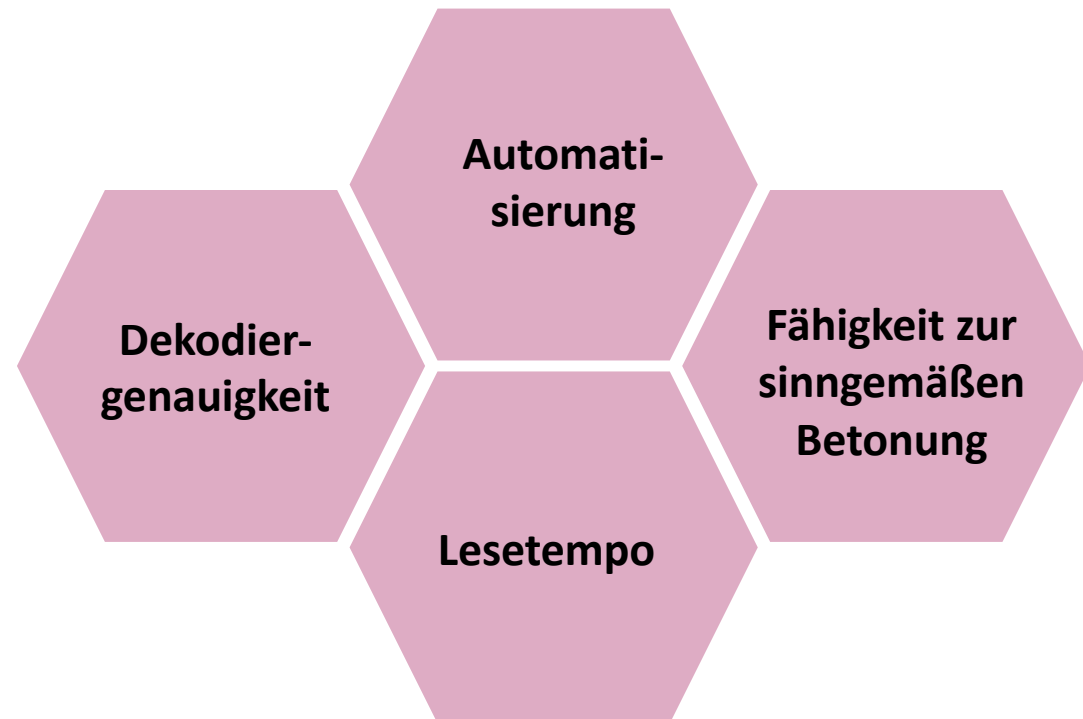 Automati-
sierung
Dekodier-
genauigkeit
Fähigkeit zur
sinngemäßen
Betonung
Lesetempo